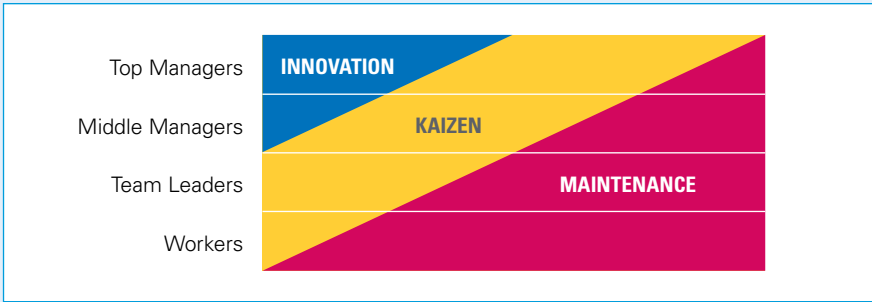 Top Managers
INNOVATION
Middle Managers
KAIZEN
Team Leaders
MAINTENANCE
Workers